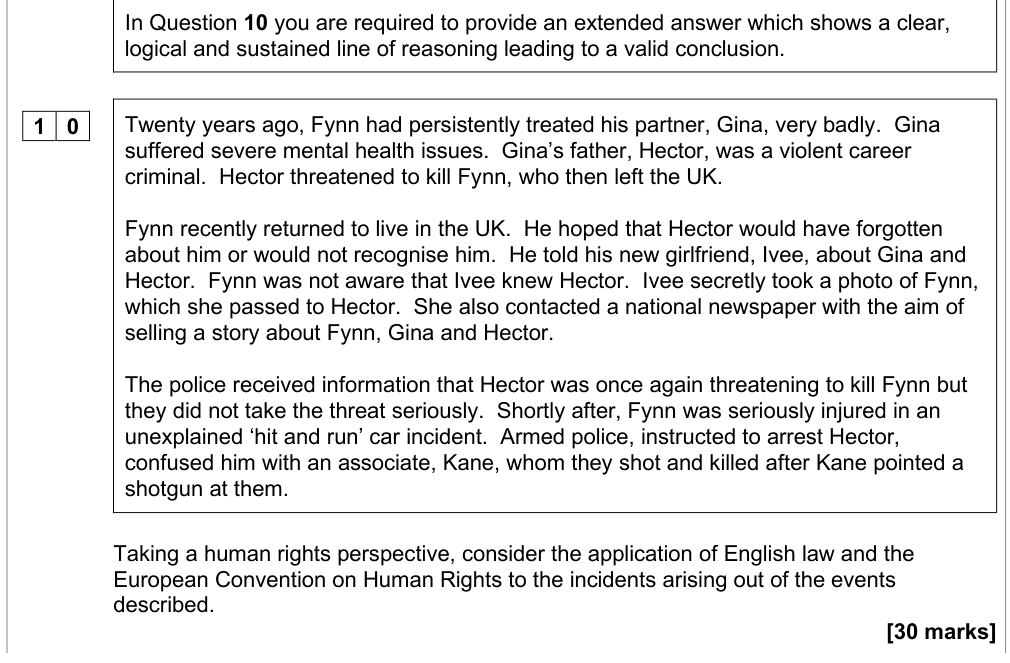 In Question 10 you are required to provide an extended answer which shows a clear,
logical and sustained line of reasoning leading to a valid conclusion.
1 0
Twenty years ago, Fynn had persistently treated his partner, Gina, very badly. Gina
suffered severe mental health issues. Gina’s father, Hector, was a violent career
criminal. Hector threatened to kill Fynn, who then left the UK.
Fynn recently returned to live in the UK. He hoped that Hector would have forgotten
about him or would not recognise him. He told his new girlfriend, Ivee, about Gina and
Hector. Fynn was not aware that Ivee knew Hector. Ivee secretly took a photo of Fynn,
which she passed to Hector. She also contacted a national newspaper with the aim of
selling a story about Fynn, Gina and Hector.
The police received information that Hector was once again threatening to kill Fynn but
they did not take the threat seriously. Shortly after, Fynn was seriously injured in an
unexplained ‘hit and run’ car incident. Armed police, instructed to arrest Hector,
confused him with an associate, Kane, whom they shot and killed after Kane pointed a
shotgun at them.
Taking a human rights perspective, consider the application of English law and the
European Convention on Human Rights to the incidents arising out of the events
described.
[30 marks]